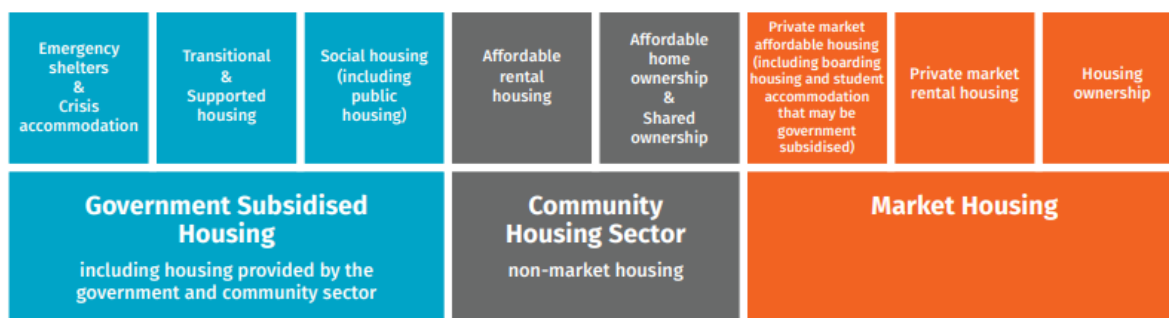 Emergency
shelters
&
Crisis
accommodation
Transitional
&
Supported
housing
Social housing
(including
public
housing)
Affordable
rental
housing
Affordable
home
ownership
&
Shared
ownership
Private market
affordable housing
(including boarding
housing and student
accommodation
that may be
government
subsidised)
Private market
rental housing
Housing
ownership
Government Subsidised
Housing
including housing provided by the
government and community sector
Community
Housing Sector
non-market housing
Market Housing